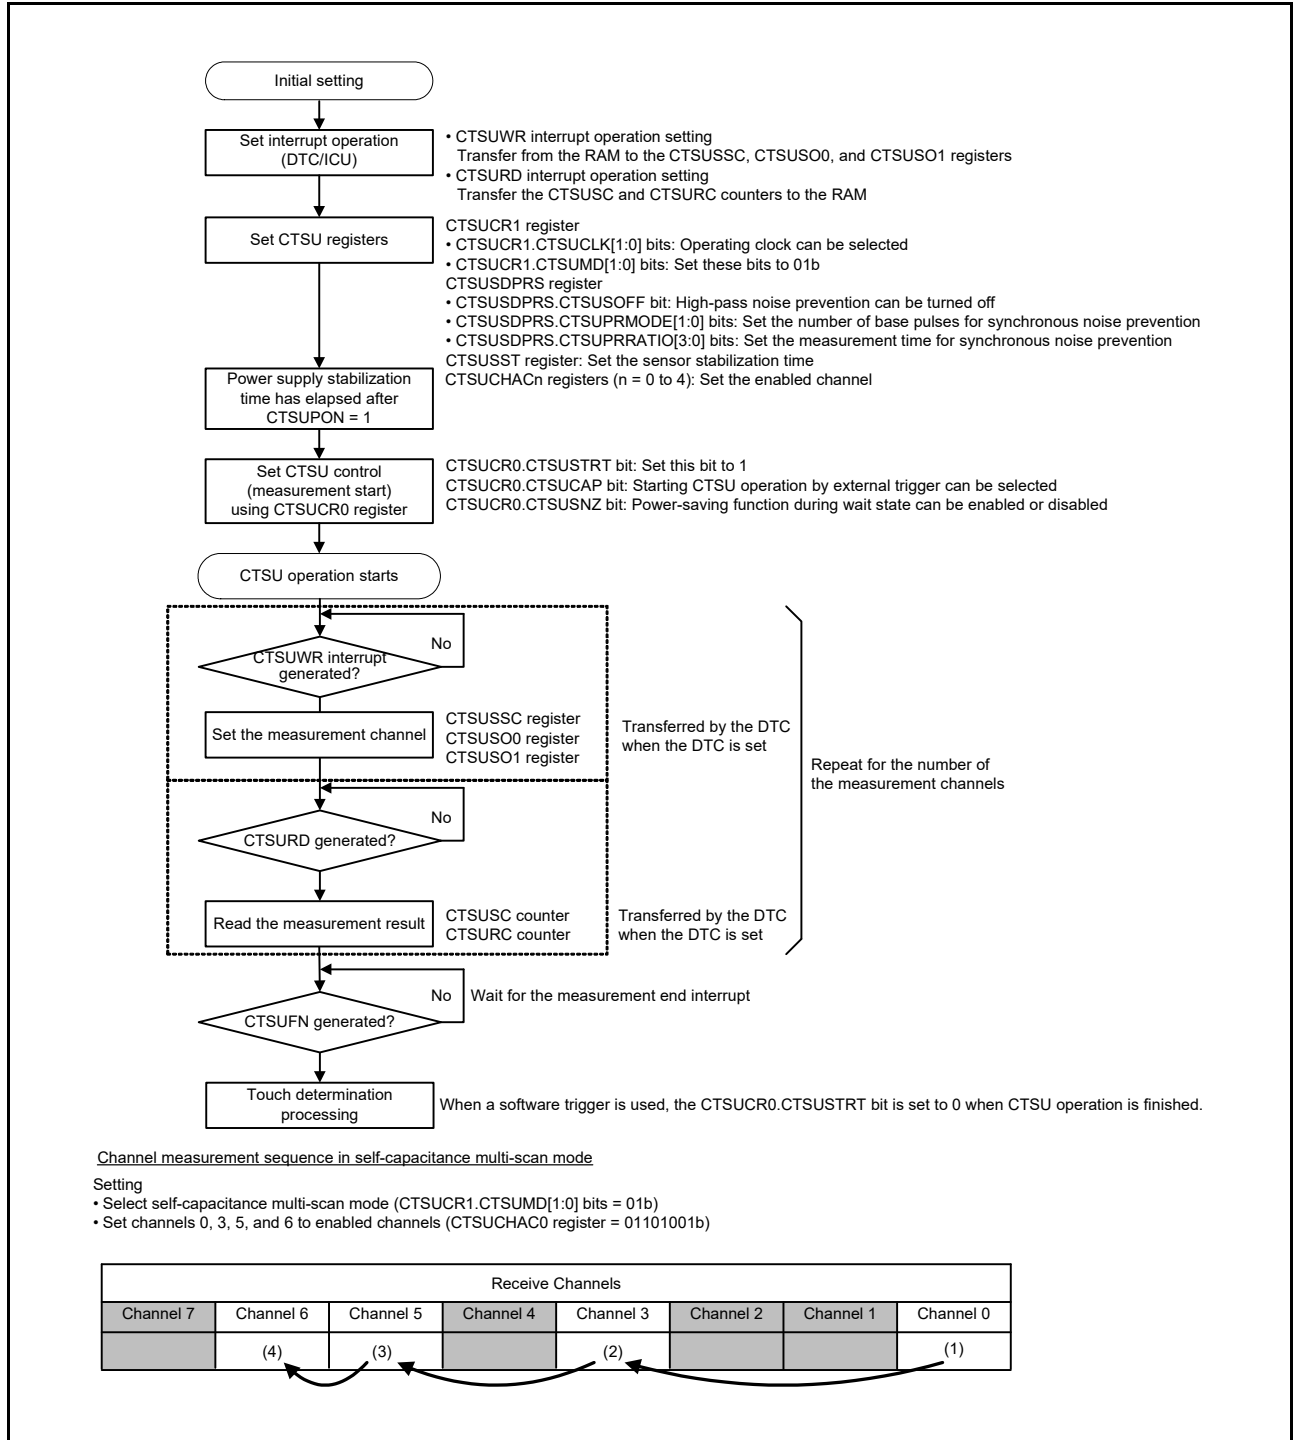 Initial setting
Set interrupt operation
(DTC/ICU)
• CTSUWR interrupt operation setting
Transfer from the RAM to the CTSUSSC, CTSUSO0, and CTSUSO1 registers
• CTSURD interrupt operation setting
Transfer the CTSUSC and CTSURC counters to the RAM
Set CTSU registers
CTSUCR1 register
• CTSUCR1.CTSUCLK[1:0] bits: Operating clock can be selected
• CTSUCR1.CTSUMD[1:0] bits: Set these bits to 01b
CTSUSDPRS register
• CTSUSDPRS.CTSUSOFF bit: High-pass noise prevention can be turned off
• CTSUSDPRS.CTSUPRMODE[1:0] bits: Set the number of base pulses for synchronous noise prevention
• CTSUSDPRS.CTSUPRRATIO[3:0] bits: Set the measurement time for synchronous noise prevention
CTSUSST register: Set the sensor stabilization time
CTSUCHACn registers (n = 0 to 4): Set the enabled channel
Power supply stabilization
time has elapsed after
CTSUPON = 1
Set CTSU control
(measurement start)
using CTSUCR0 register
CTSUCR0.CTSUSTRT bit: Set this bit to 1
CTSUCR0.CTSUCAP bit: Starting CTSU operation by external trigger can be selected
CTSUCR0.CTSUSNZ bit: Power-saving function during wait state can be enabled or disabled
CTSU operation starts
No
CTSUWR interrupt
generated?
Set the measurement channel
CTSUSSC register
CTSUSO0 register
CTSUSO1 register
Transferred by the DTC
when the DTC is set
Repeat for the number of
the measurement channels
No
CTSURD generated?
Read the measurement result
CTSUSC counter
CTSURC counter
Transferred by the DTC
when the DTC is set
No
Wait for the measurement end interrupt
CTSUFN generated?
Touch determination
processing
When a software trigger is used, the CTSUCR0.CTSUSTRT bit is set to 0 when CTSU operation is finished.
Channel measurement sequence in self-capacitance multi-scan mode
Setting
• Select self-capacitance multi-scan mode (CTSUCR1.CTSUMD[1:0] bits = 01b)
• Set channels 0, 3, 5, and 6 to enabled channels (CTSUCHAC0 register = 01101001b)
Receive Channels
Channel 7 Channel 6 Channel 5 Channel 4 Channel 3 Channel 2 Channel 1 Channel 0
(4) (3) (2) (1)